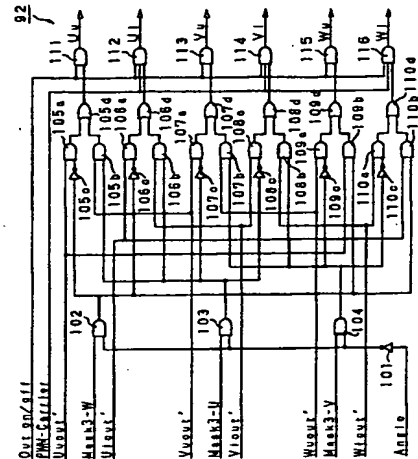 92
111
Uu
112
Ul
113
Vu
114
Vl
115
Wu
116
Wl
105a
105d
106a
106d
107a
107d
108a
108d
109a
109d
110a
110d
105c
105b
106c
106b
107c
107b
108c
108b
109c
109b
110c
110b
102
103
104
101
Out on/off
PWM-Carrier
Uuout'
Mask3-W
Ulout'
Vuout'
Mask3-U
Vlout'
Wuout'
Mask3-V
Wlout'
Angle